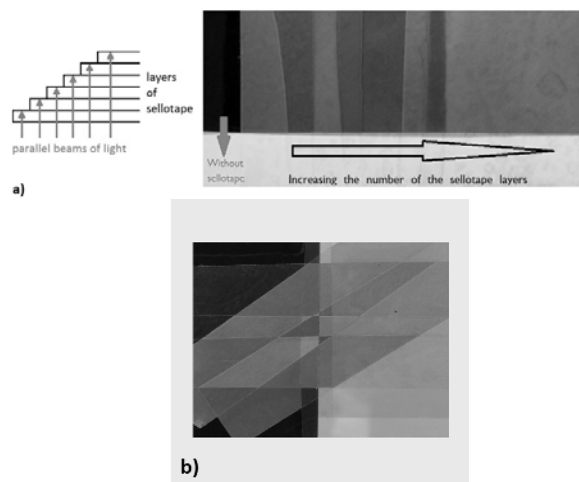 layers
of
sellotape
parallel beams of light
a)
Without
sellotape
Increasing the number of the sellotape layers
b)